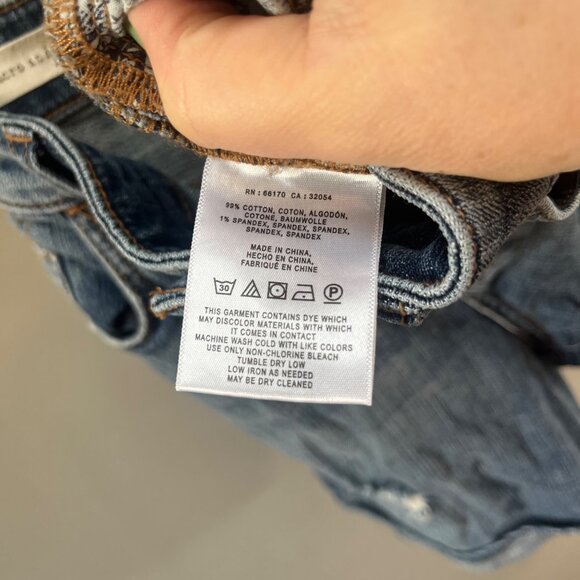 RN : 66170 CA : 32054
99% COTTON, COTON, ALGODÓN,
COTONE, BAUMWOLLE
1% SPANDEX, SPANDEX, SPANDEX,
SPANDEX, SPANDEX
MADE IN CHINA,
HECHO EN CHINA,
FABRIQUÉ EN CHINE
30 P
THIS GARMENT CONTAINS DYE WHICH
MAY DISCOLOR MATERIALS WITH WHICH
IT COMES IN CONTACT
MACHINE WASH COLD WITH LIKE COLORS
USE ONLY NON-CHLORINE BLEACH
TUMBLE DRY LOW
LOW IRON AS NEEDED
MAY BE DRY CLEANED